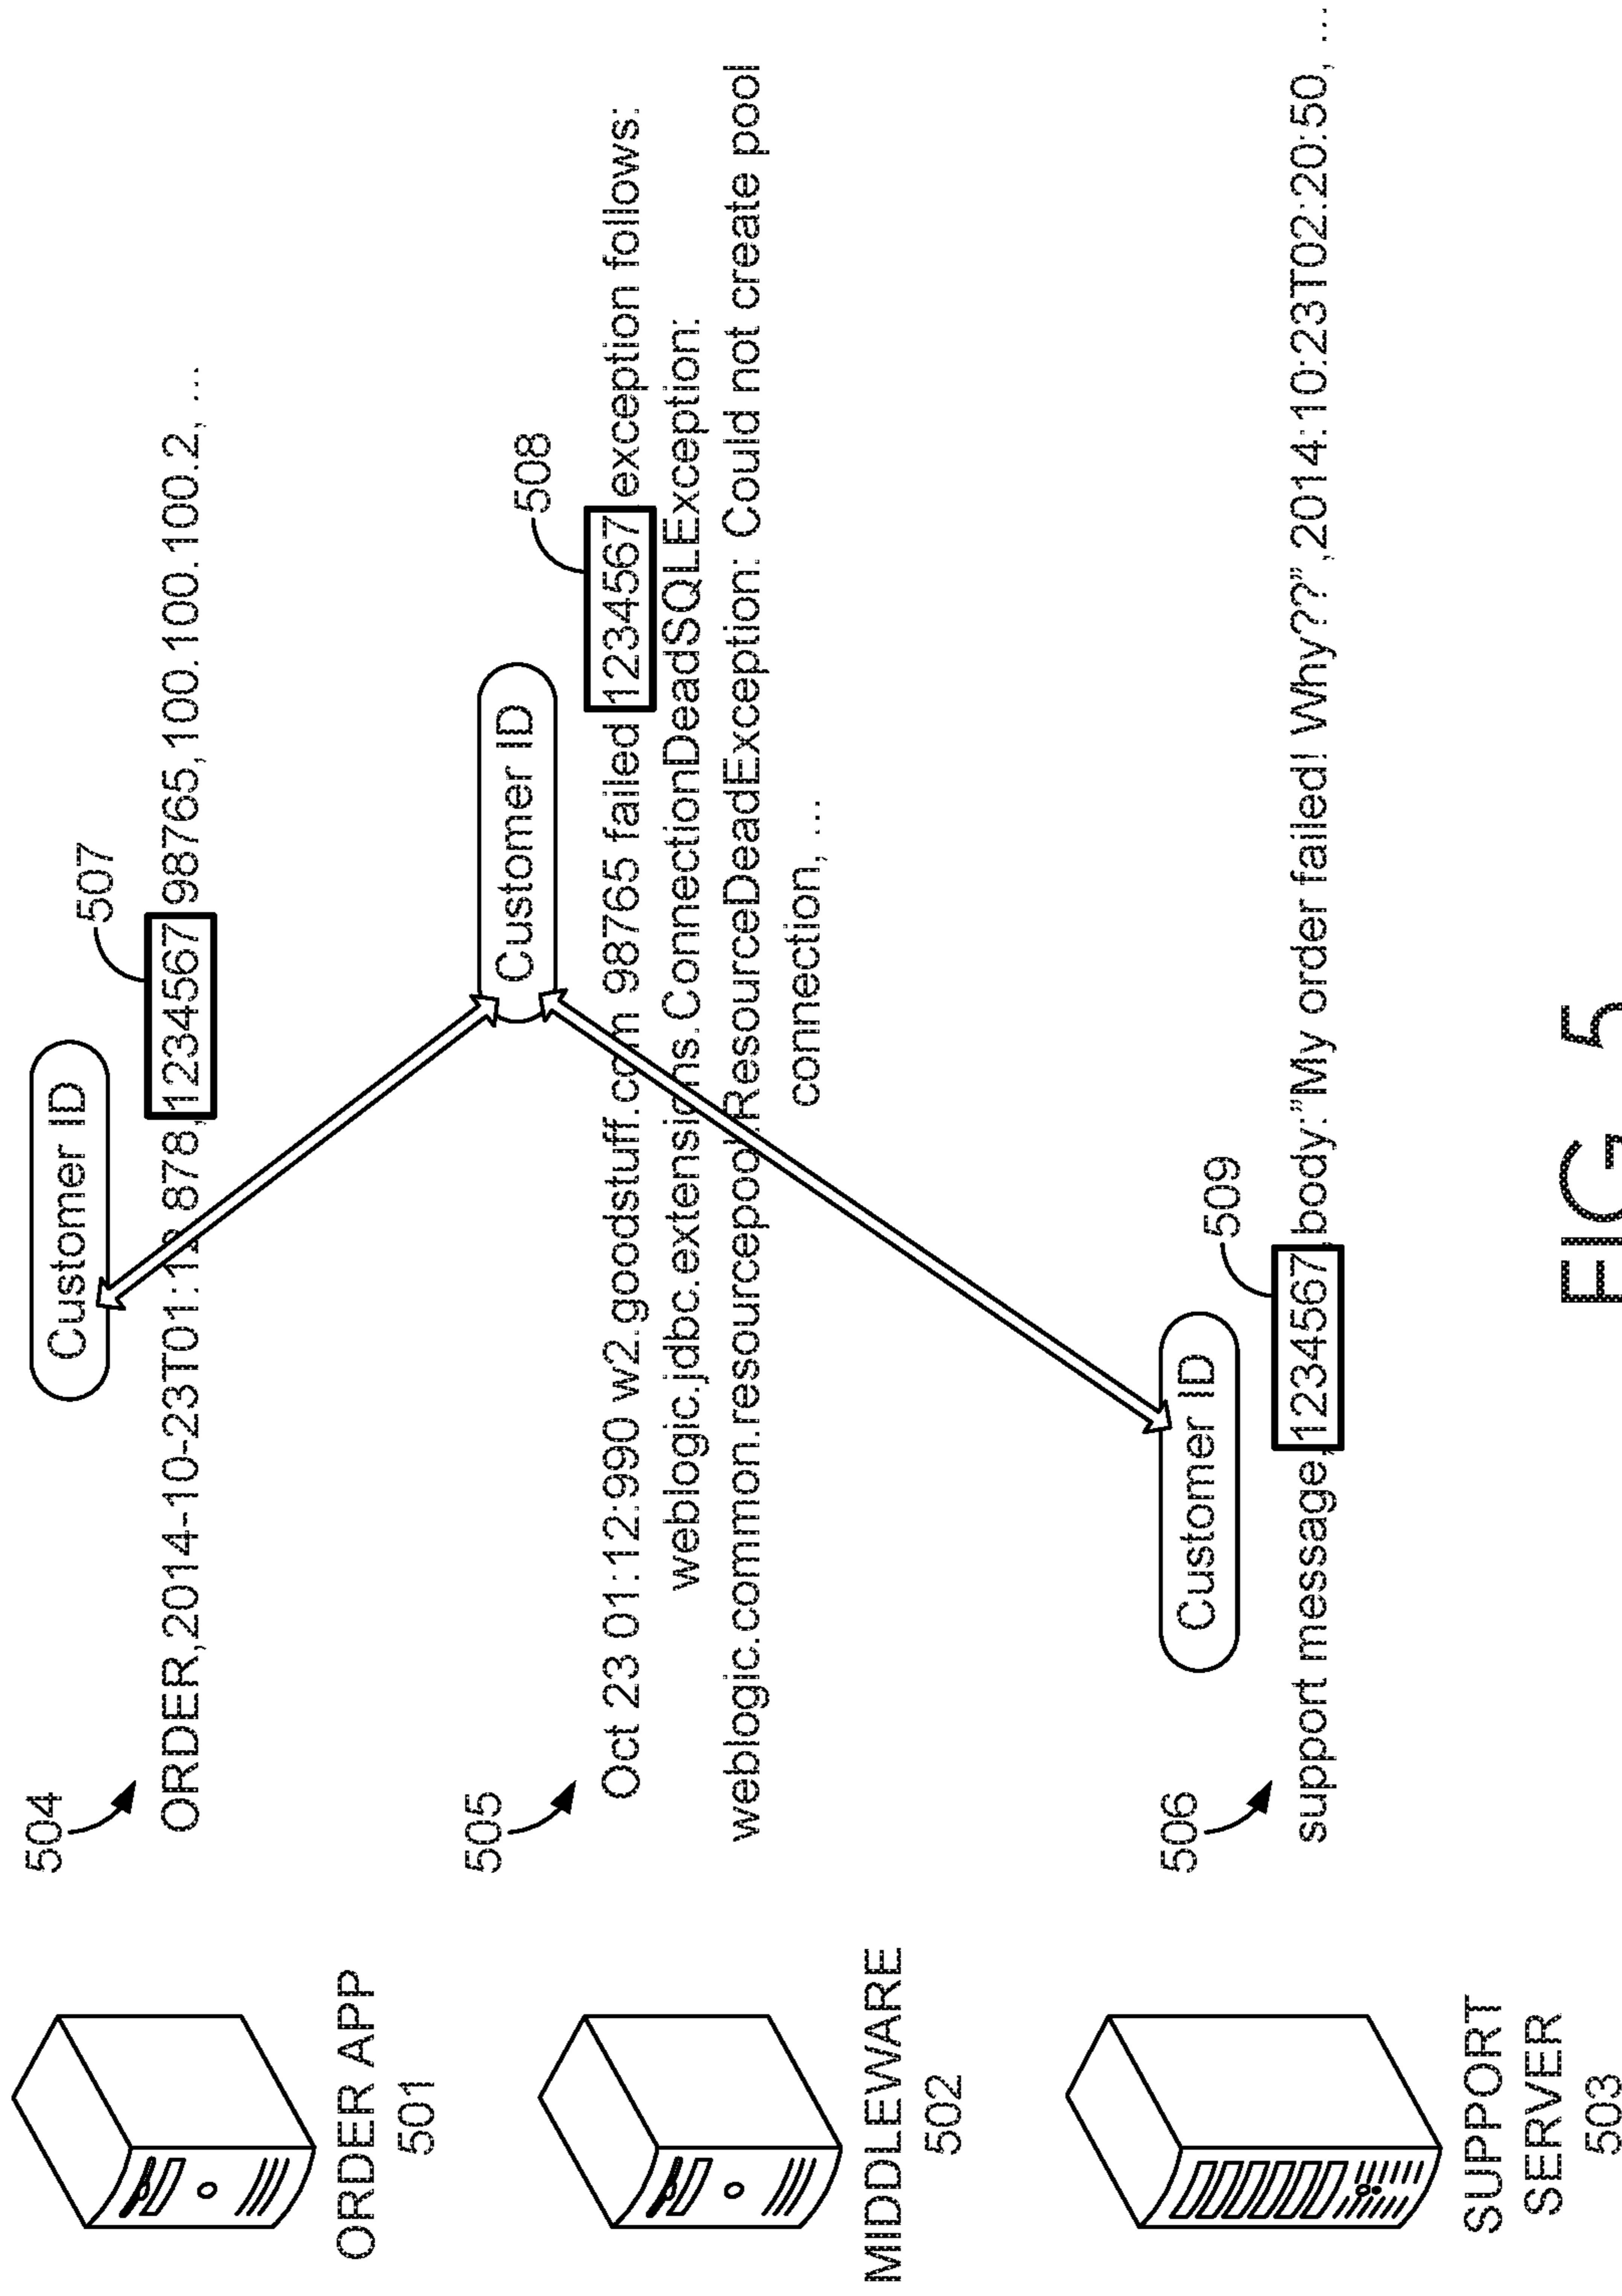 504
Customer ID
507
ORDER,2014-10-23T01:12:878,1234567 98765,100.100.100.2, ...
ORDER APP
501
505
Customer ID
508
Oct 23 01:12:990 w2.goodstuff.com 98765 failed 1234567 exception follows:
weblogic.jdbc.extensions.ConnectionDeadSQLException:
weblogic.common.resourcepool.ResourceDeadException: Could not create pool
connection, ...
MIDDLEWARE
502
506
Customer ID
509
support message,1234567,body:"My order failed! Why??",2014:10:23T02:20:50, ...
SUPPORT
SERVER
503
FIG. 5